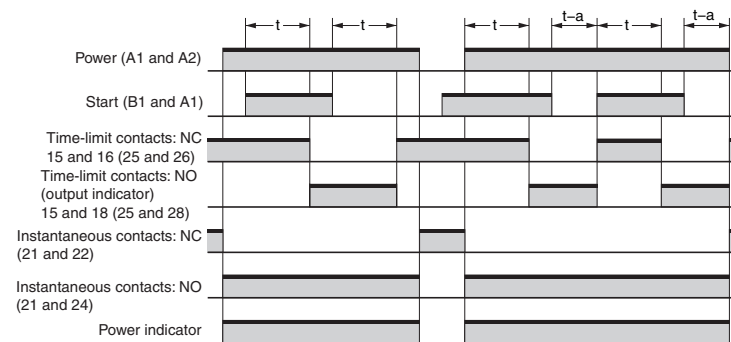 t t t t–a t t–a
Power (A1 and A2)
Start (B1 and A1)
Time-limit contacts: NC
15 and 16 (25 and 26)
Time-limit contacts: NO
(output indicator)
15 and 18 (25 and 28)
Instantaneous contacts: NC
(21 and 22)
Instantaneous contacts: NO
(21 and 24)
Power indicator